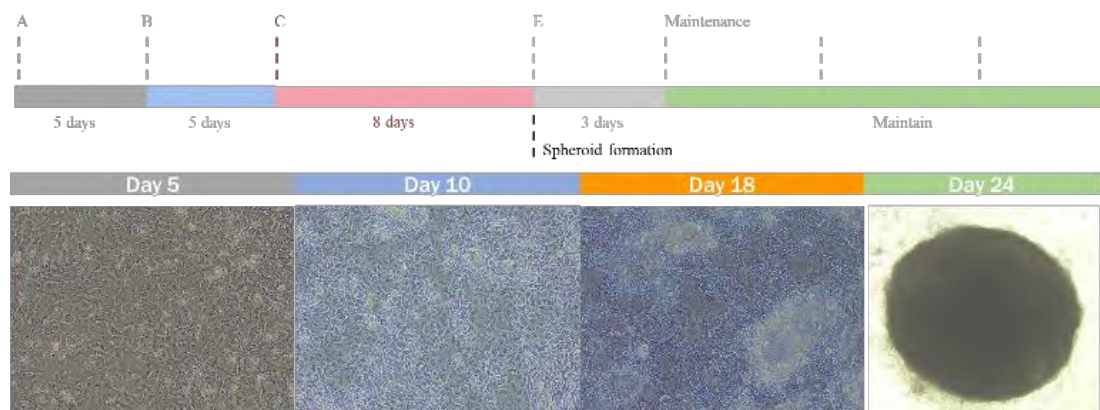 A B C E Maintenance
5 days 5 days 8 days 3 days Maintain
Spheroid formation
Day 5 Day 10 Day 18 Day 24